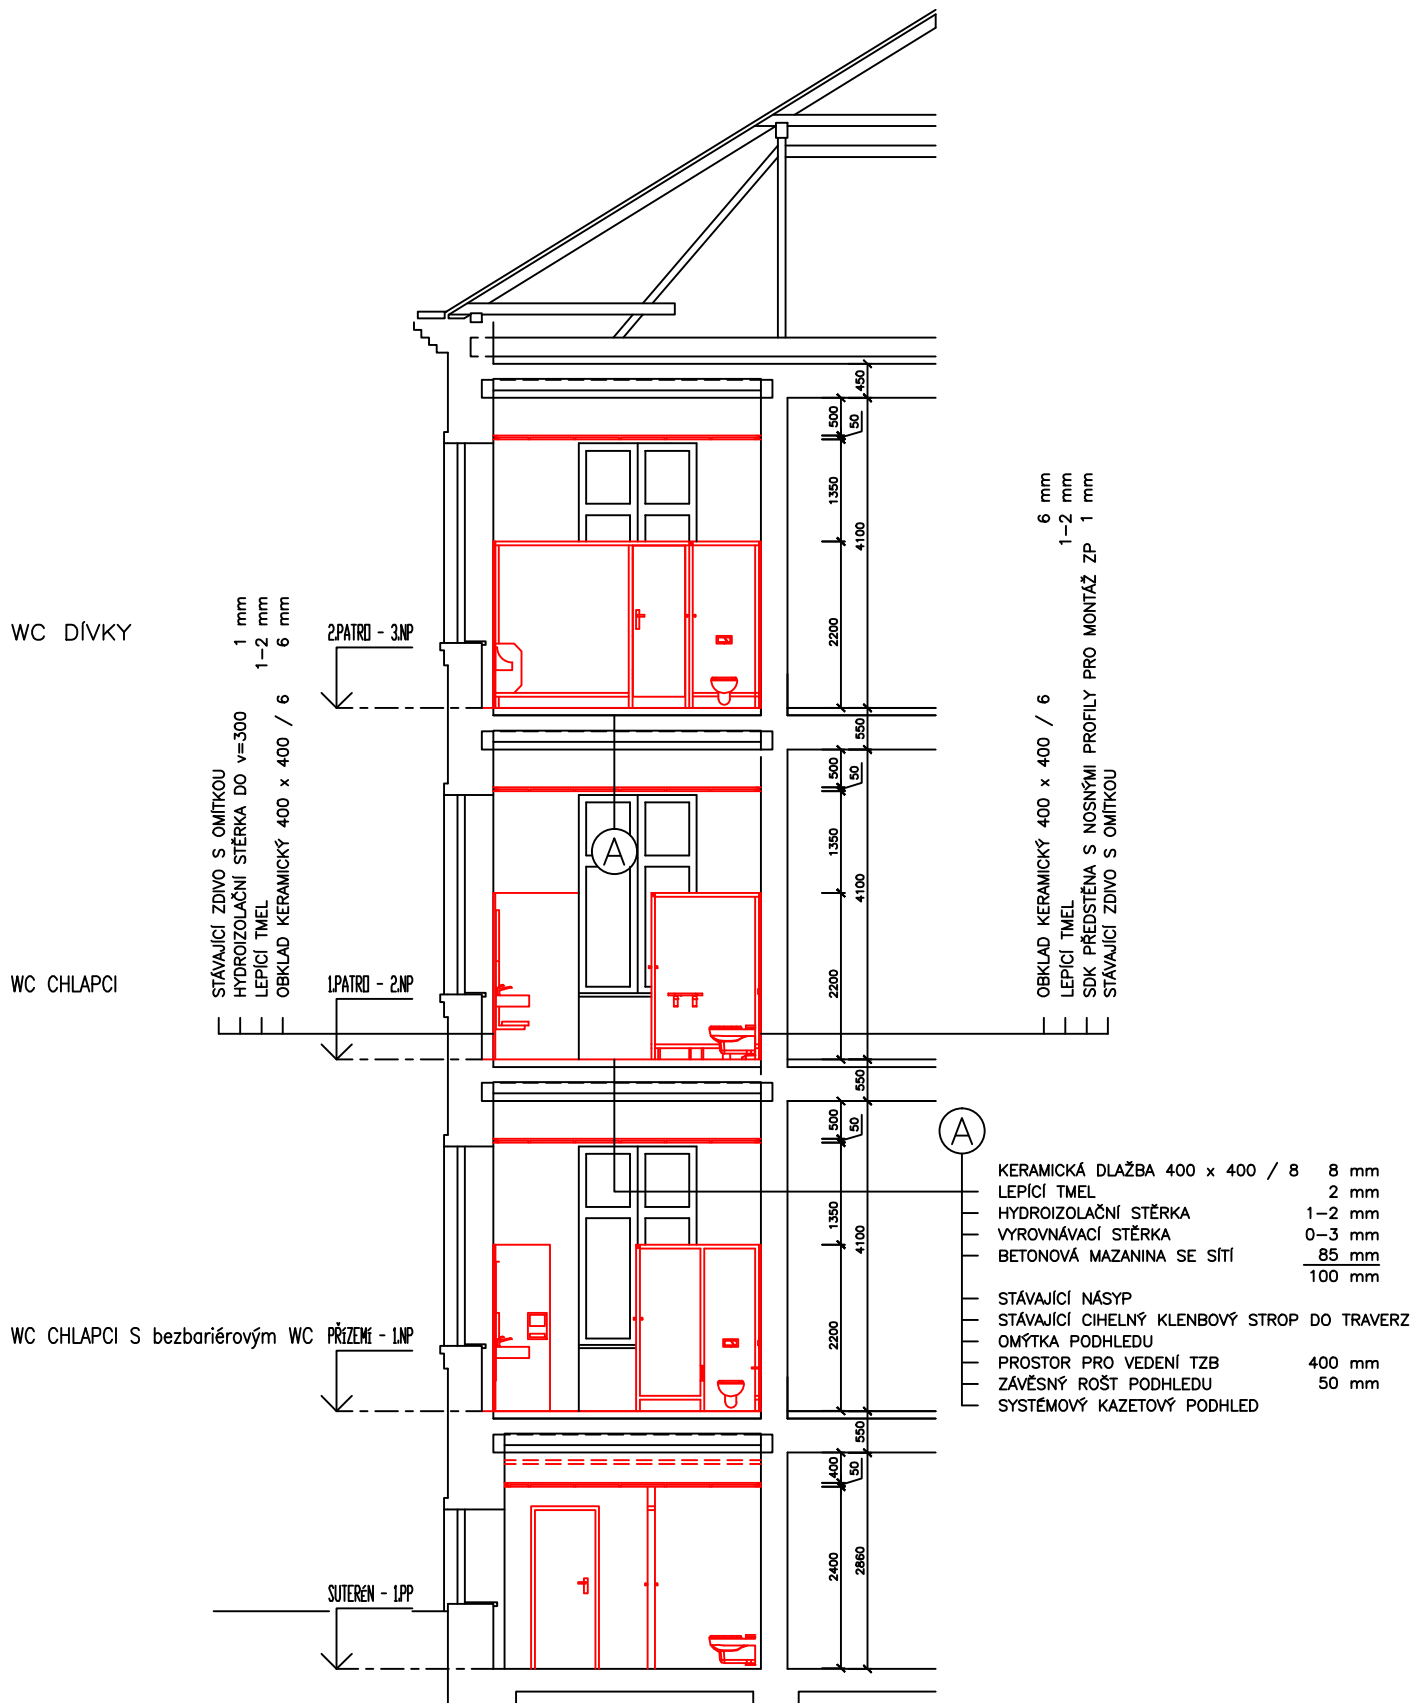 450
500
50
1350
4100
2200
WC DÍVKY
2.PATRO - 3.NP
550
500
50
1350
4100
2200
STÁVAJÍCÍ ZDIVO S OMÍTKOU
HYDROIZOLAČNÍ STĚRKA DO v=300 1 mm
LEPÍCÍ TMEL 1-2 mm
OBKLAD KERAMICKÝ 400 x 400 / 6 6 mm
OBKLAD KERAMICKÝ 400 x 400 / 6 6 mm
LEPÍCÍ TMEL 1-2 mm
SDK PŘEDSTĚNA S NOSNÝMI PROFILY PRO MONTÁŽ ZP 1 mm
STÁVAJÍCÍ ZDIVO S OMÍTKOU
A
WC CHLAPCI
1.PATRO - 2.NP
550
500
50
1350
4100
2200
A
KERAMICKÁ DLAŽBA 400 x 400 / 8 8 mm
LEPÍCÍ TMEL 2 mm
HYDROIZOLAČNÍ STĚRKA 1-2 mm
VYROVNÁVACÍ STĚRKA 0-3 mm
BETONOVÁ MAZANINA SE SÍTÍ 85 mm
100 mm
STÁVAJÍCÍ NÁSYP
STÁVAJÍCÍ CIHELNÝ KLENBOVÝ STROP DO TRAVERZ
OMÝTKA PODHLEDU
PROSTOR PRO VEDENÍ TZB 400 mm
ZÁVĚSNÝ ROŠT PODHLEDU 50 mm
SYSTÉMOVÝ KAZETOVÝ PODHLED
WC CHLAPCI S bezbariérovým WC
PŘÍZEMÍ - 1.NP
550
400
50
2400
2860
SUTERÉN - 1.PP